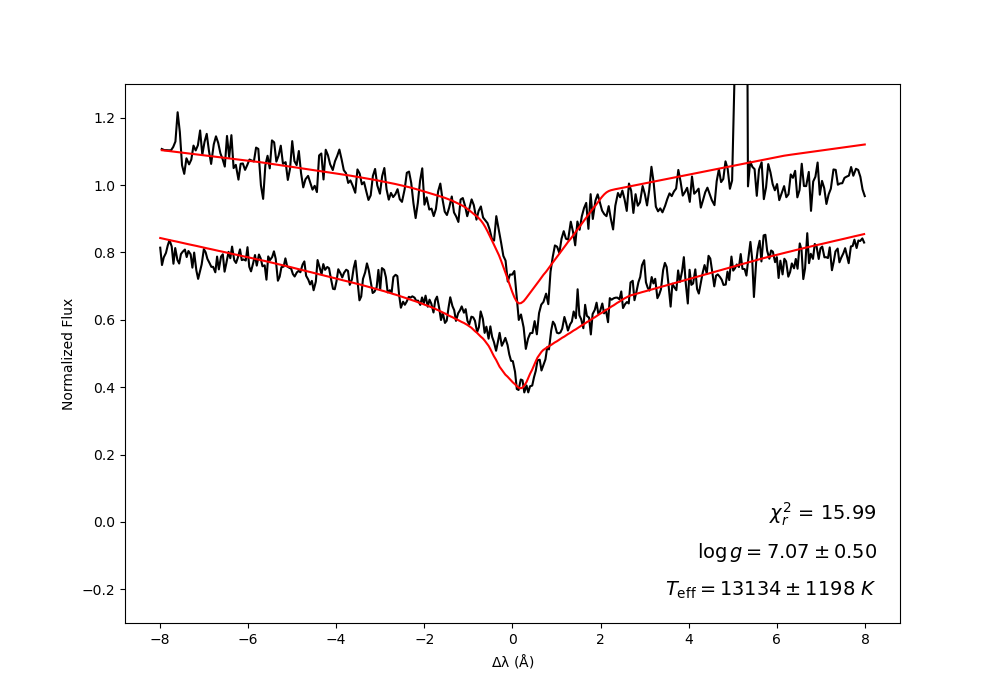 1.2
1.0
0.8
0.6
0.4
0.2
0.0
−0.2
Normalized Flux
χ²ᵣ = 15.99
log g = 7.07 ± 0.50
T_eff = 13134 ± 1198 K
−8 −6 −4 −2 0 2 4 6 8
Δλ (Å)